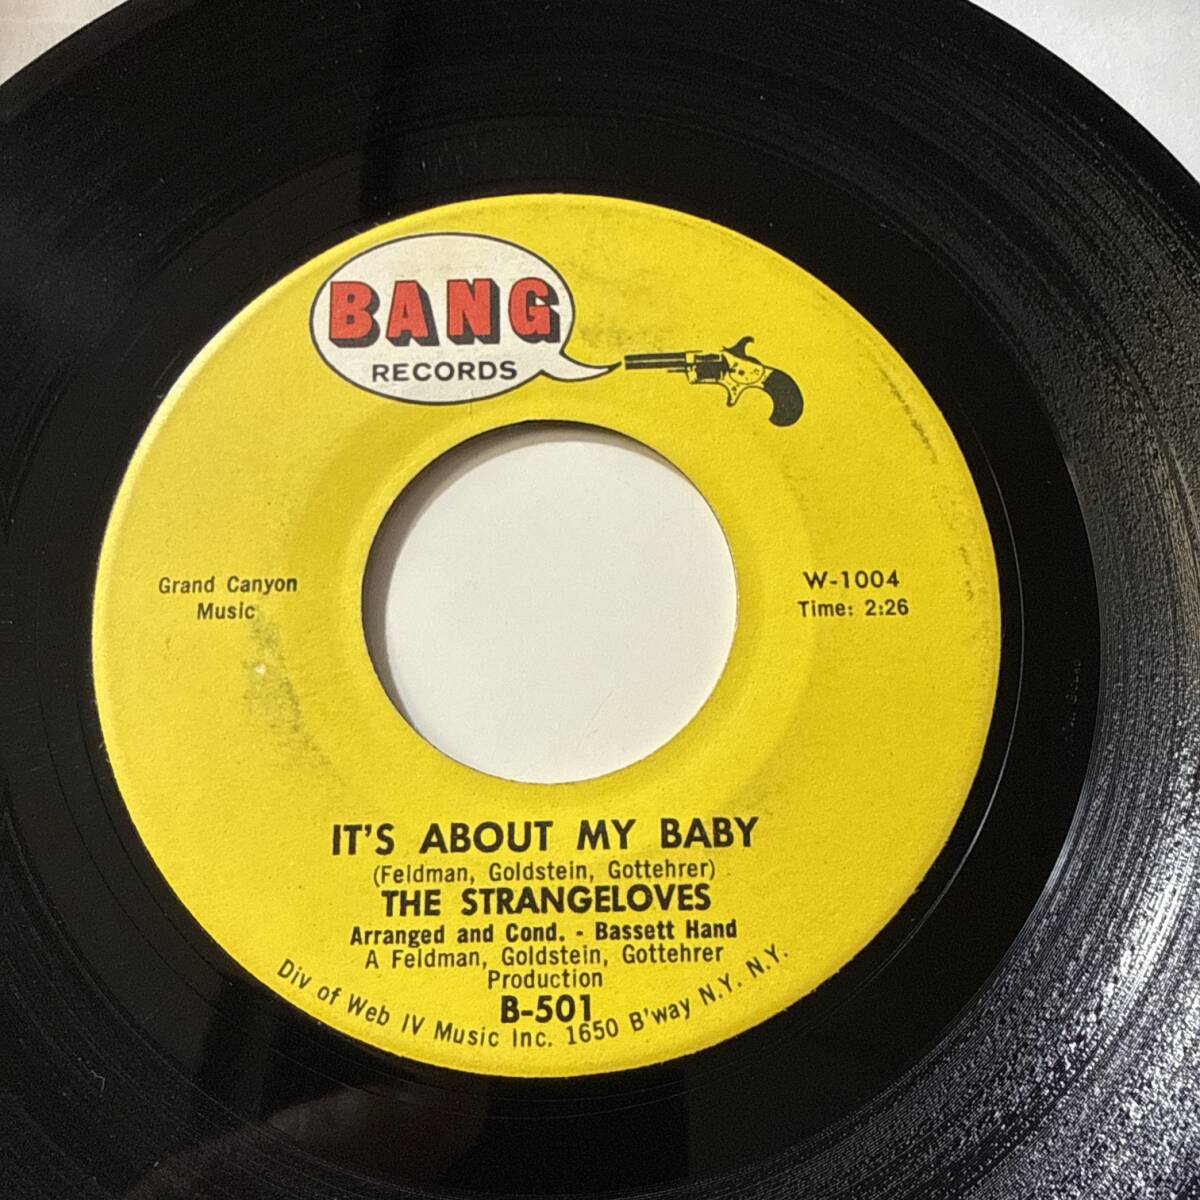 BANG
RECORDS
Grand Canyon
Music
W-1004
Time: 2:26
IT'S ABOUT MY BABY
(Feldman, Goldstein, Gottehrer)
THE STRANGELOVES
Arranged and Cond. - Bassett Hand
A Feldman, Goldstein, Gottehrer
Production
B-501
Div of Web IV Music Inc. 1650 B'way N.Y. N.Y.